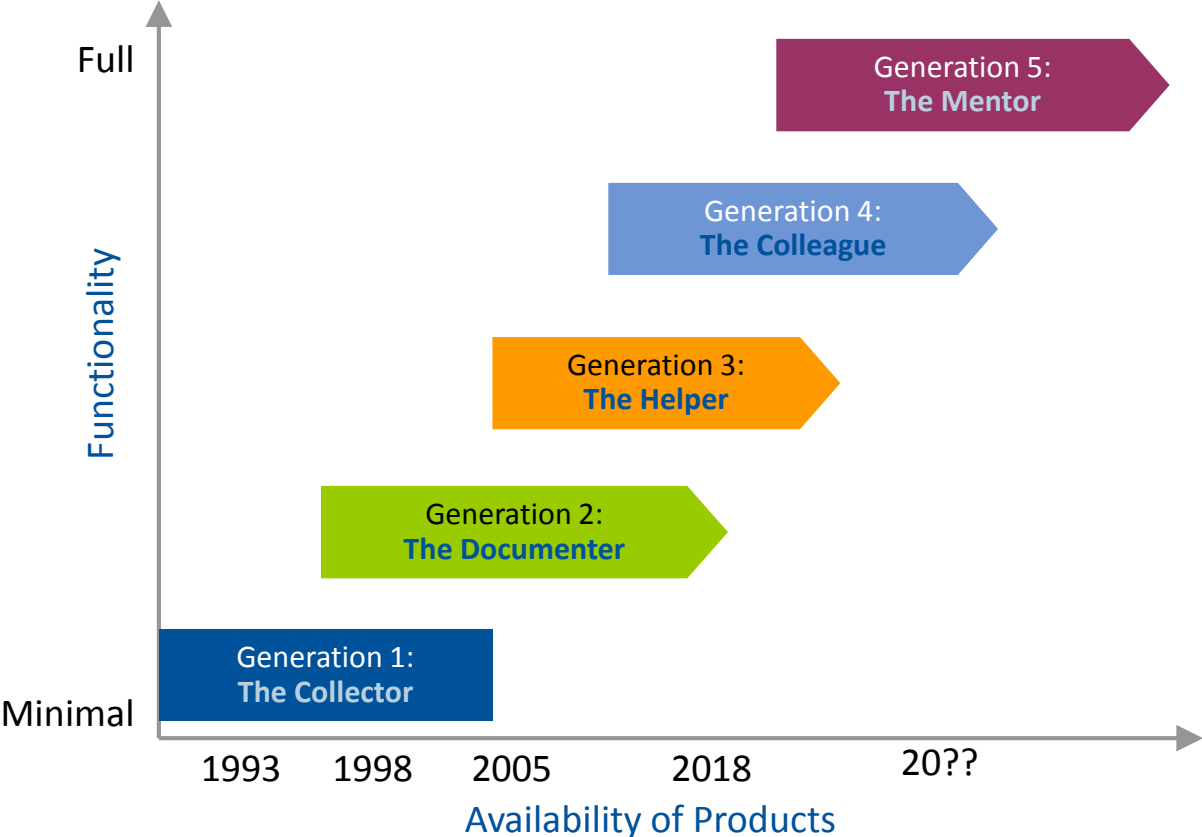 Full
Generation 5:
The Mentor
Generation 4:
The Colleague
Functionality
Generation 3:
The Helper
Generation 2:
The Documenter
Generation 1:
The Collector
Minimal
1993 1998 2005 2018 20??
Availability of Products